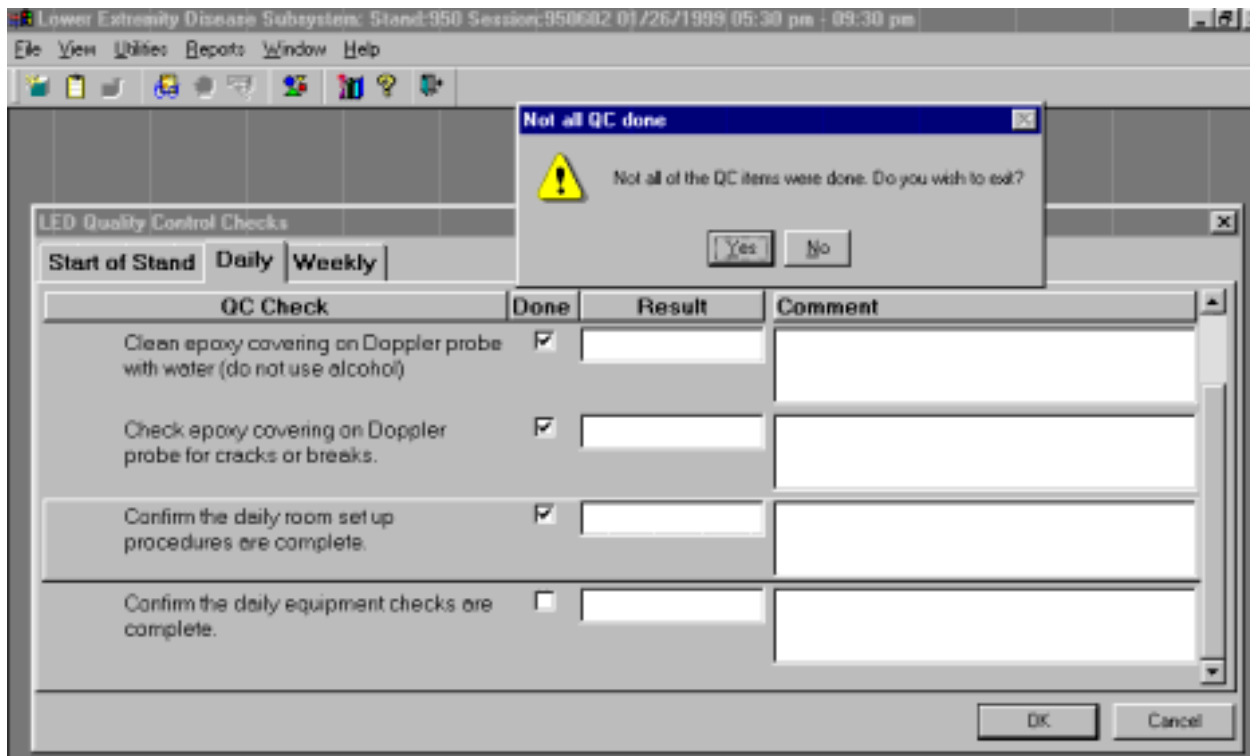 Lower Extremity Disease Subsystem: Stand:950 Session:950602 01/26/1999 05:30 pm - 09:30 pm
File View Utilities Reports Window Help
Not all QC done
Not all of the QC items were done. Do you wish to exit?
Yes No
LED Quality Control Checks
Start of Stand Daily Weekly
QC Check Done Result Comment
Clean epoxy covering on Doppler probe
with water (do not use alcohol)
Check epoxy covering on Doppler
probe for cracks or breaks.
Confirm the daily room set up
procedures are complete.
Confirm the daily equipment checks are
complete.
OK Cancel